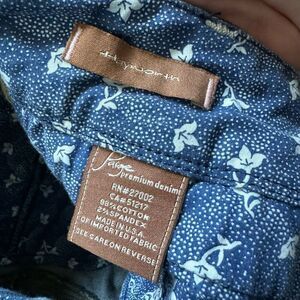 Paige
premium denim
RN#27002
CA#51217
98%COTTON
2%SPANDEX
MADE IN U.S.A
OF IMPORTED FABRIC
SEE CARE ON REVERSE